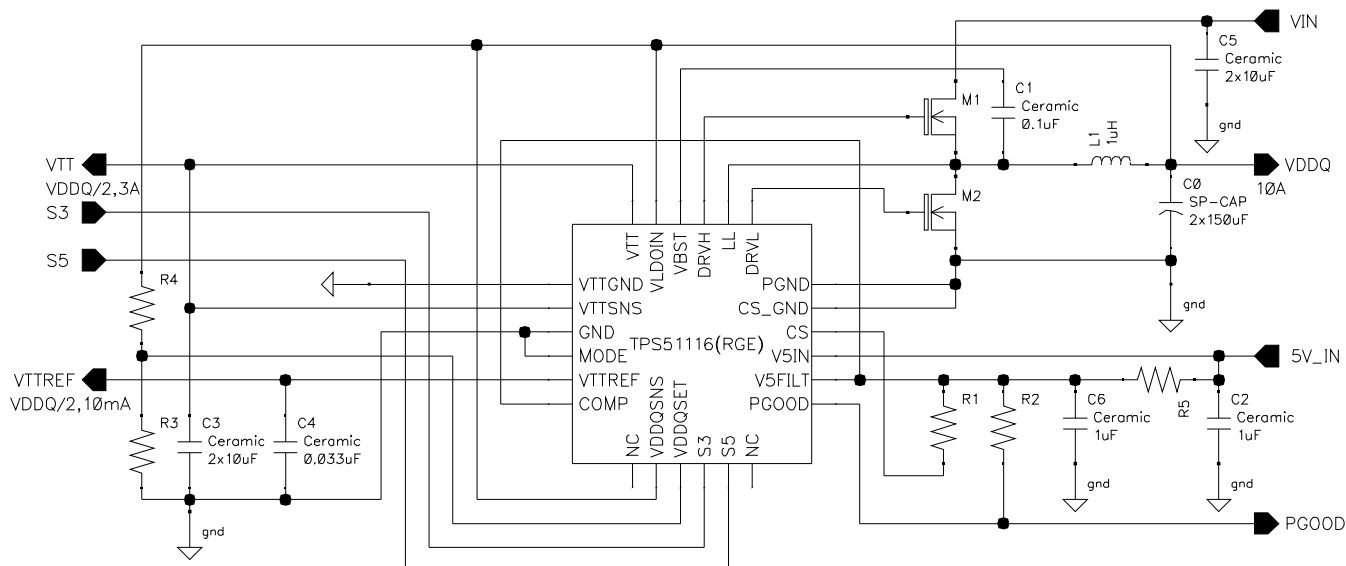 VIN
C5
Ceramic
2x10uF
gnd
M1
C1
Ceramic
0.1uF
L1
1uH
VTT
VDDQ/2,3A
VDDQ
10A
S3
S5
M2
C0
SP-CAP
2x150uF
gnd
VTT
VLDOIN
VBST
DRVH
LL
DRVL
R4
VTTGND
VTTSNS
GND
MODE
VTTREF
COMP
TPS51116(RGE)
PGND
CS_GND
CS
V5IN
V5FILT
PGOOD
5V_IN
VTTREF
VDDQ/2,10mA
R3
C3
Ceramic
2x10uF
C4
Ceramic
0.033uF
NC
VDDQSNS
VDDQSET
S3
S5
NC
R1
R2
C6
Ceramic
1uF
R5
C2
Ceramic
1uF
gnd
gnd
gnd
PGOOD